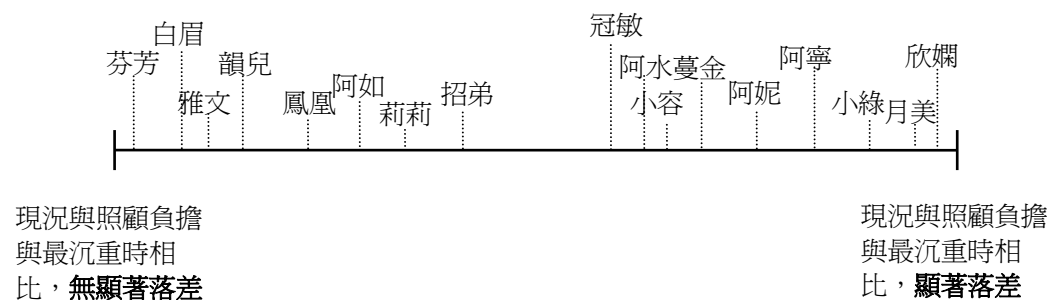 冠敏
白眉
芬芳
韻兒
阿水
蔓金
阿寧
欣嫻
雅文
鳳凰
阿如
莉莉
招弟
小容
阿妮
小綠
月美
現況與照顧負擔
與最沉重時相
比，無顯著落差
現況與照顧負擔
與最沉重時相
比，顯著落差